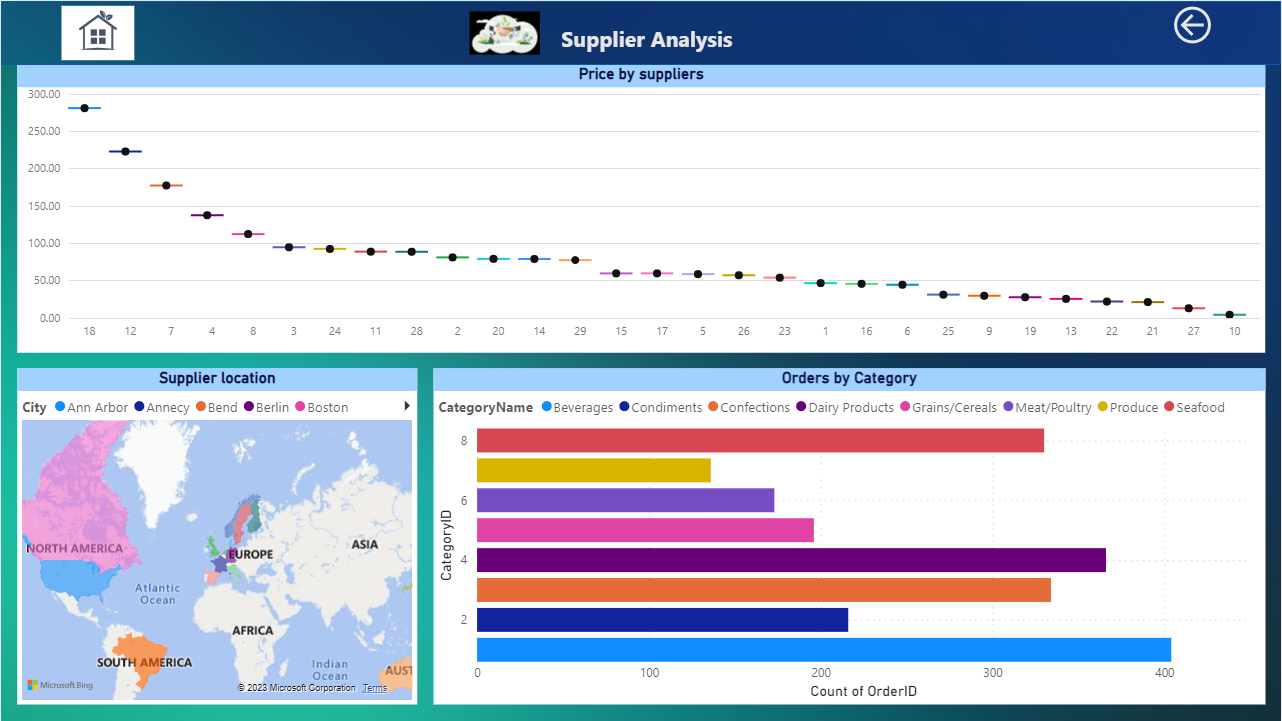 Supplier Analysis
Price by suppliers
300.00
250.00
200.00
150.00
100.00
50.00
0.00
18 12 7 4 8 3 24 11 28 2 20 14 29 15 17 5 26 23 1 16 6 25 9 19 13 22 21 27 10
Supplier location
City Ann Arbor Annecy Bend Berlin Boston
NORTH AMERICA
EUROPE
ASIA
Atlantic
Ocean
AFRICA
SOUTH AMERICA
Indian
Ocean
AUST
Microsoft Bing
© 2023 Microsoft Corporation Terms
Orders by Category
CategoryName Beverages Condiments Confections Dairy Products Grains/Cereals Meat/Poultry Produce Seafood
CategoryID
8
6
4
2
0 100 200 300 400
Count of OrderID